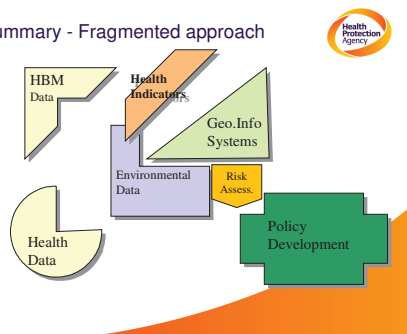 ummary - Fragmented approach
Health
Protection
Agency
HBM
Data
Health
Indicators
Geo.Info
Systems
Environmental
Data
Risk
Assess.
Health
Data
Policy
Development